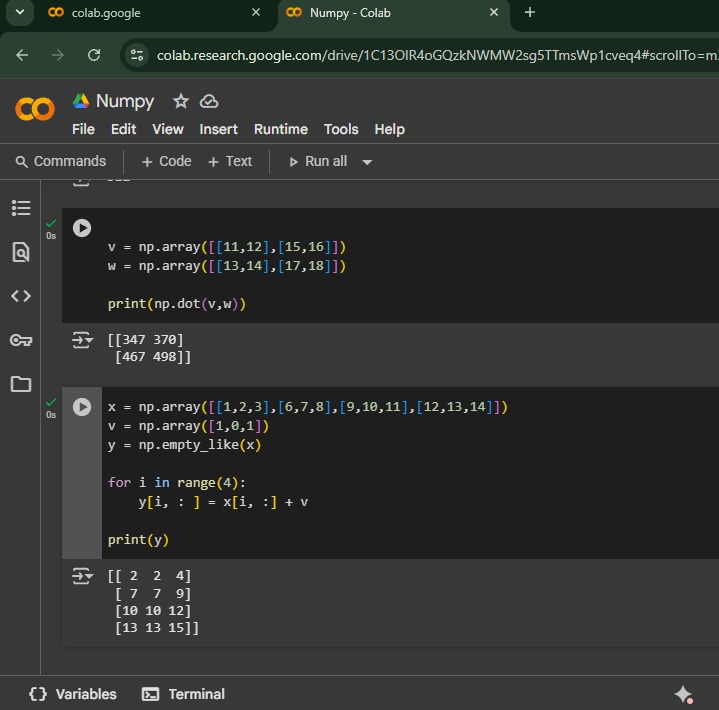 colab.google
Numpy - Colab
colab.research.google.com/drive/1C13OIR4oGQzkNWMW2sg5TTmsWp1cveq4#scrollTo=m
Numpy
File Edit View Insert Runtime Tools Help
Commands + Code + Text Run all
0s
v = np.array([[11,12],[15,16]])
w = np.array([[13,14],[17,18]])
print(np.dot(v,w))
[[347 370]
[467 498]]
0s
x = np.array([[1,2,3],[6,7,8],[9,10,11],[12,13,14]])
v = np.array([1,0,1])
y = np.empty_like(x)
for i in range(4):
y[i, : ] = x[i, :] + v
print(y)
[[ 2 2 4]
[ 7 7 9]
[10 10 12]
[13 13 15]]
Variables Terminal